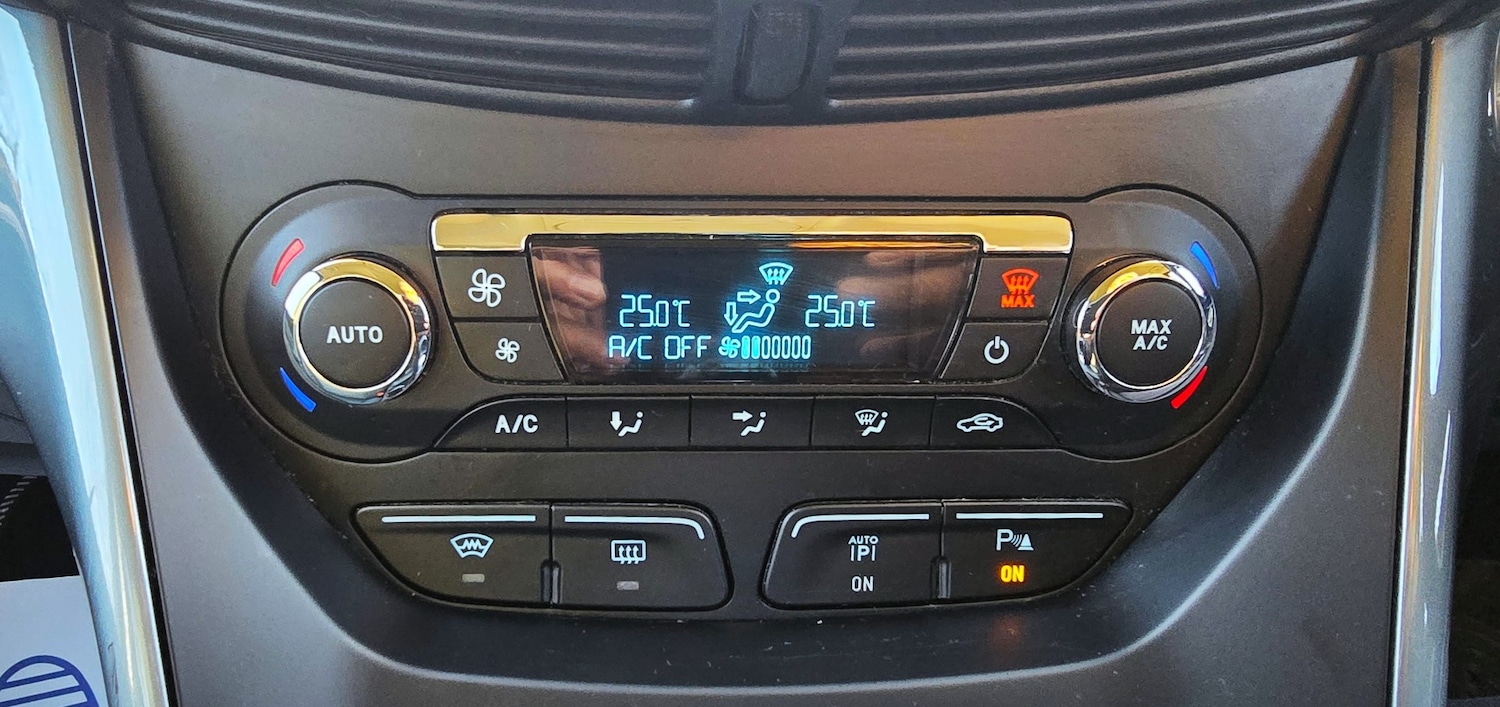 25.0°C 25.0°C
A/C OFF
MAX
AUTO
MAX
A/C
A/C
AUTO
P
ON
P
ON